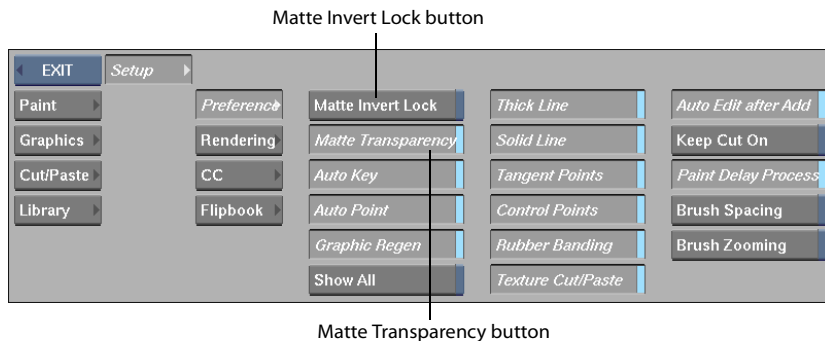 Matte Invert Lock button
EXIT Setup
Paint Preference Matte Invert Lock Thick Line Auto Edit after Add
Graphics Rendering Matte Transparency Solid Line Keep Cut On
Cut/Paste CC Auto Key Tangent Points Paint Delay Process
Library Flipbook Auto Point Control Points Brush Spacing
Graphic Regen Rubber Banding Brush Zooming
Show All Texture Cut/Paste
Matte Transparency button